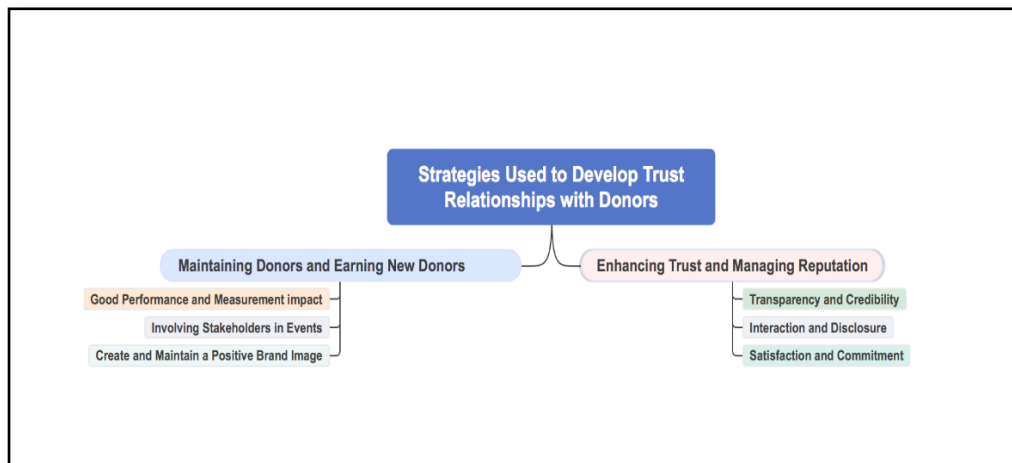 Strategies Used to Develop Trust
Relationships with Donors
Maintaining Donors and Earning New Donors
Good Performance and Measurement impact
Involving Stakeholders in Events
Create and Maintain a Positive Brand Image
Enhancing Trust and Managing Reputation
Transparency and Credibility
Interaction and Disclosure
Satisfaction and Commitment